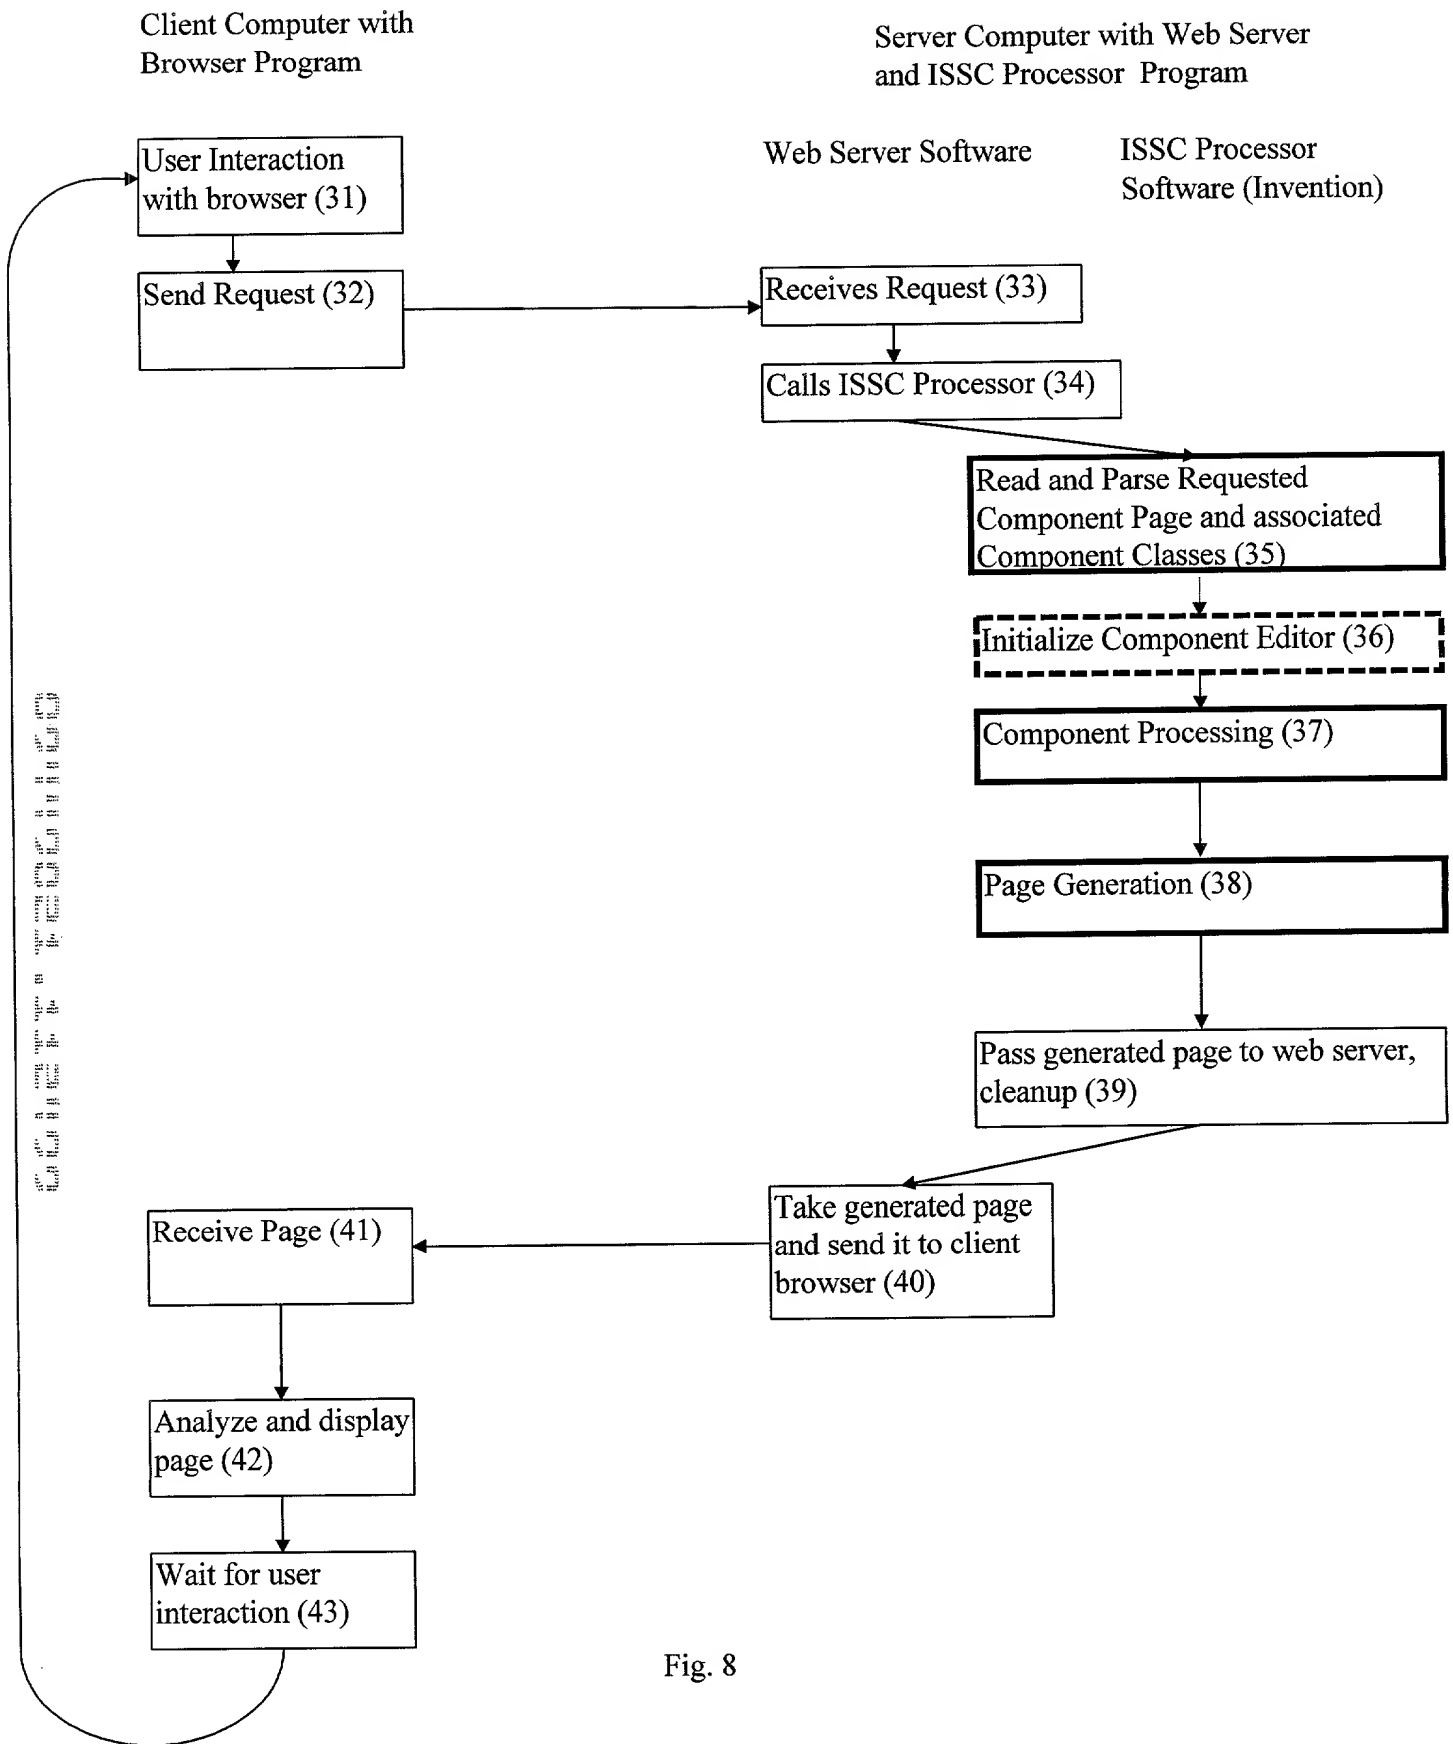 Client Computer with
Browser Program
Server Computer with Web Server
and ISSC Processor Program
Web Server Software
ISSC Processor
Software (Invention)
User Interaction
with browser (31)
Send Request (32)
Receives Request (33)
Calls ISSC Processor (34)
Read and Parse Requested
Component Page and associated
Component Classes (35)
Initialize Component Editor (36)
Component Processing (37)
Page Generation (38)
Pass generated page to web server,
cleanup (39)
Take generated page
and send it to client
browser (40)
Receive Page (41)
Analyze and display
page (42)
Wait for user
interaction (43)
Fig. 8